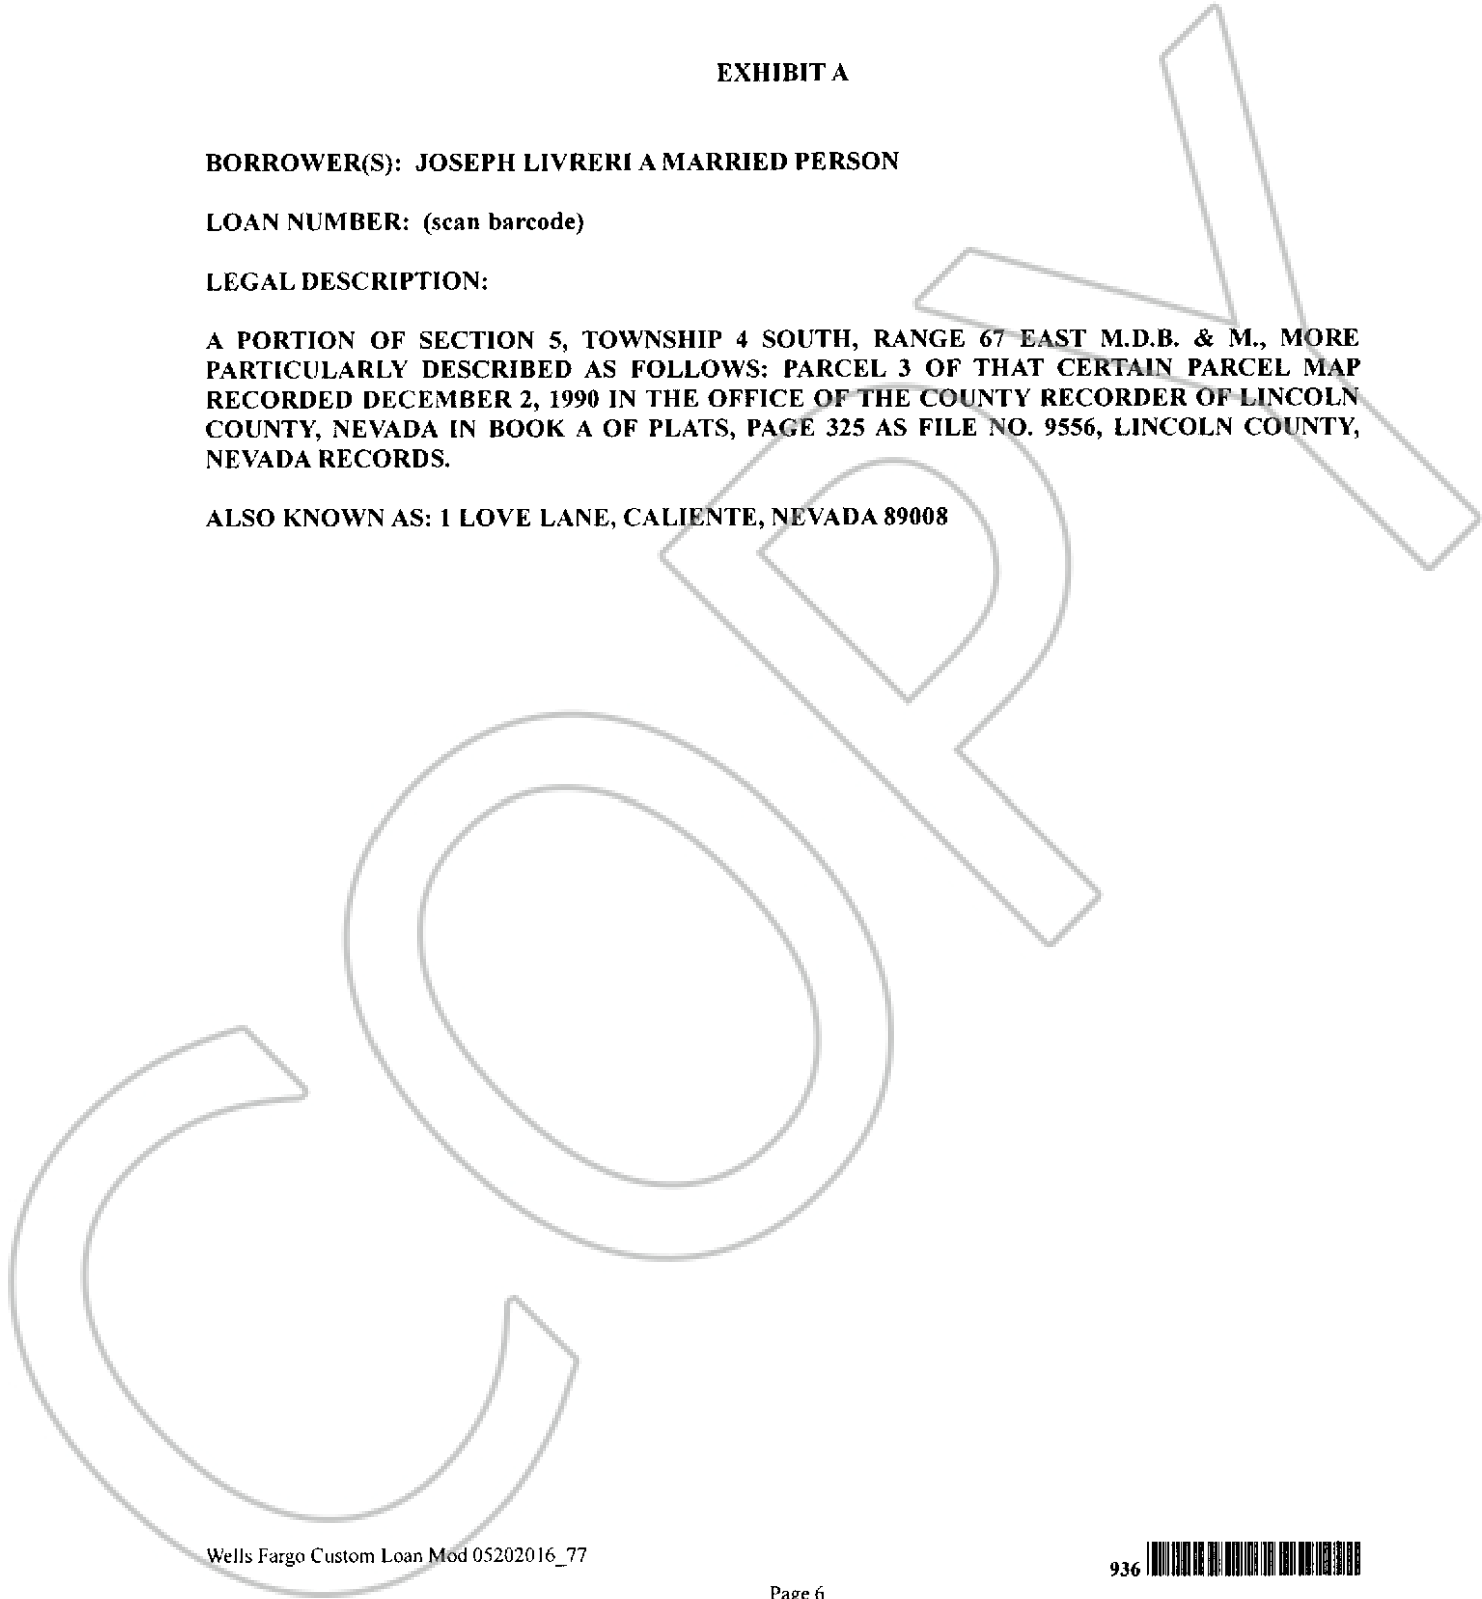 EXHIBIT A
BORROWER(S): JOSEPH LIVRERI A MARRIED PERSON
LOAN NUMBER: (scan barcode)
LEGAL DESCRIPTION:
A PORTION OF SECTION 5, TOWNSHIP 4 SOUTH, RANGE 67 EAST M.D.B. & M., MORE
PARTICULARLY DESCRIBED AS FOLLOWS: PARCEL 3 OF THAT CERTAIN PARCEL MAP
RECORDED DECEMBER 2, 1990 IN THE OFFICE OF THE COUNTY RECORDER OF LINCOLN
COUNTY, NEVADA IN BOOK A OF PLATS, PAGE 325 AS FILE NO. 9556, LINCOLN COUNTY,
NEVADA RECORDS.
ALSO KNOWN AS: 1 LOVE LANE, CALIENTE, NEVADA 89008
COPY
Wells Fargo Custom Loan Mod 05202016_77
936
Page 6